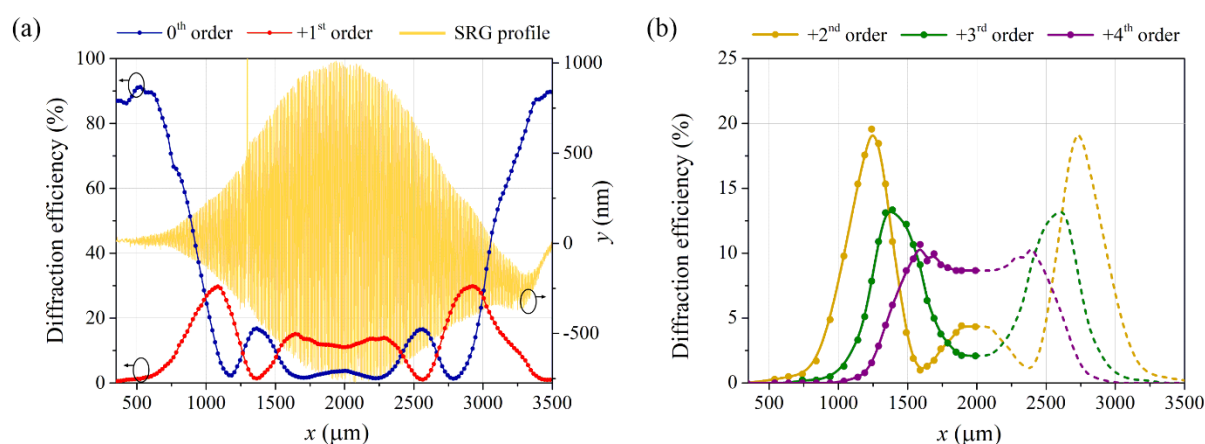 (a)
0th order +1st order SRG profile
Diffraction efficiency (%)
100
80
60
40
20
0
1000
500
0
-500
y (nm)
500 1000 1500 2000 2500 3000 3500
x (μm)
(b)
+2nd order +3rd order +4th order
Diffraction efficiency (%)
25
20
15
10
5
0
500 1000 1500 2000 2500 3000 3500
x (μm)